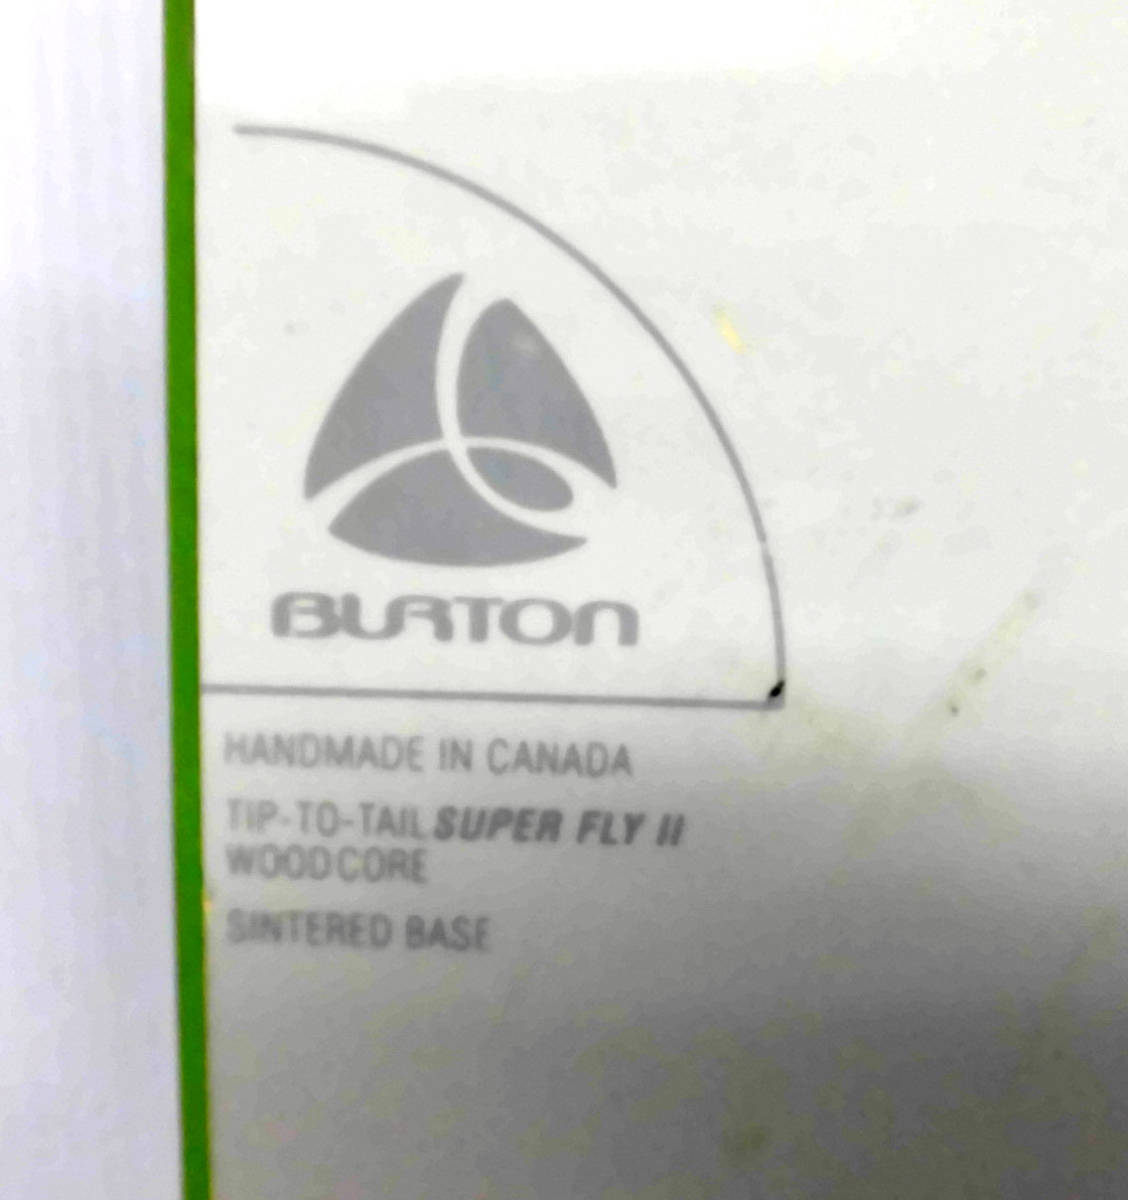 BURTON
HANDMADE IN CANADA
TIP-TO-TAIL SUPER FLY II
WOODCORE
SINTERED BASE